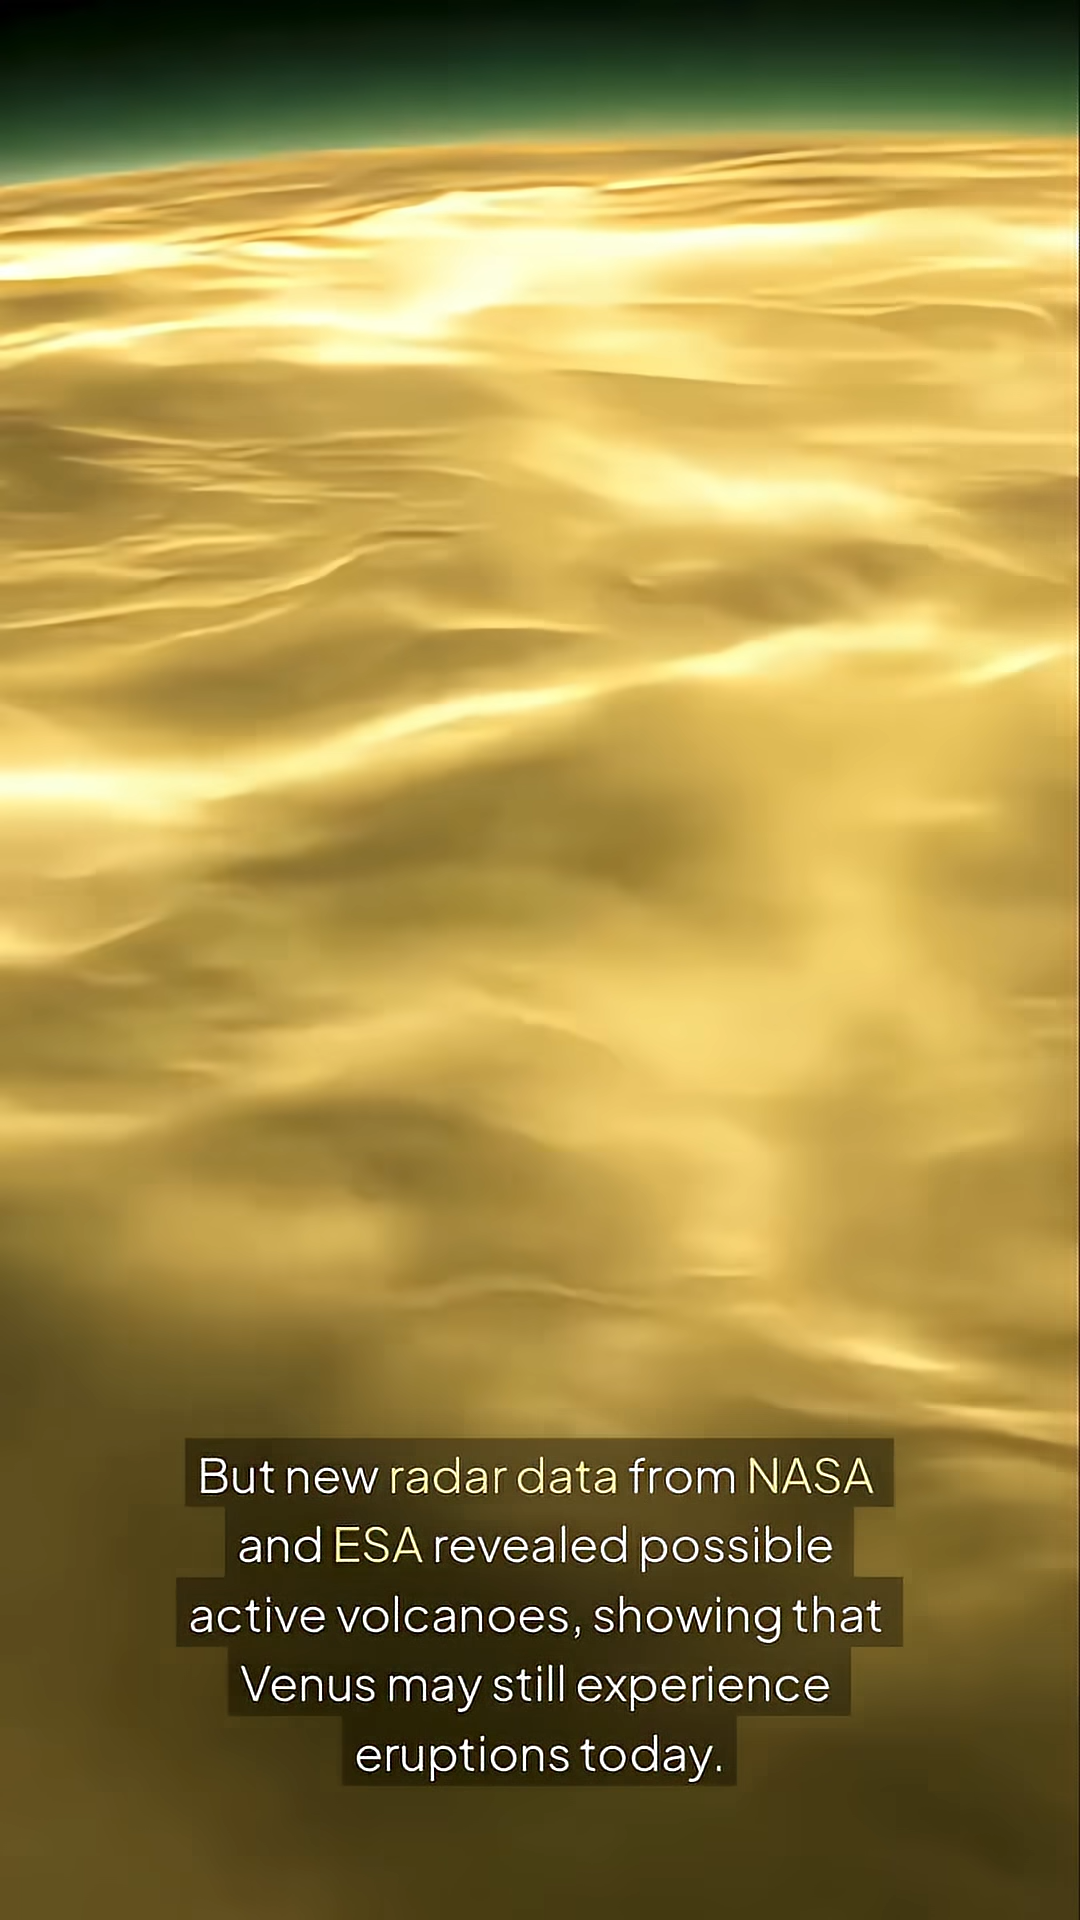 But new radar data from NASA
and ESA revealed possible
active volcanoes, showing that
Venus may still experience
eruptions today.